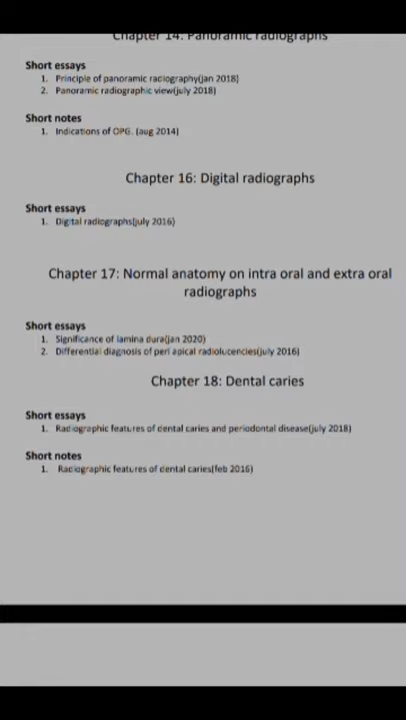 Chapter 14: Panoramic radiographs
Short essays
1. Principle of panoramic raciography(jan 2018)
2. Panoramic radiographic view(july 2018)
Short notes
1. Indications of OPG. (aug 2014)
Chapter 16: Digital radiographs
Short essays
1. Digital radiographs(july 2016)
Chapter 17: Normal anatomy on intra oral and extra oral
radiographs
Short essays
1. Significance of lamina dura(jan 2020)
2. Differential diagnosis of peri apical radiolucencies(july 2016)
Chapter 18: Dental caries
Short essays
1. Radiographic features of dental caries and periodontal disease(july 2018)
Short notes
1. Radiographic features of dental caries(feb 2016)